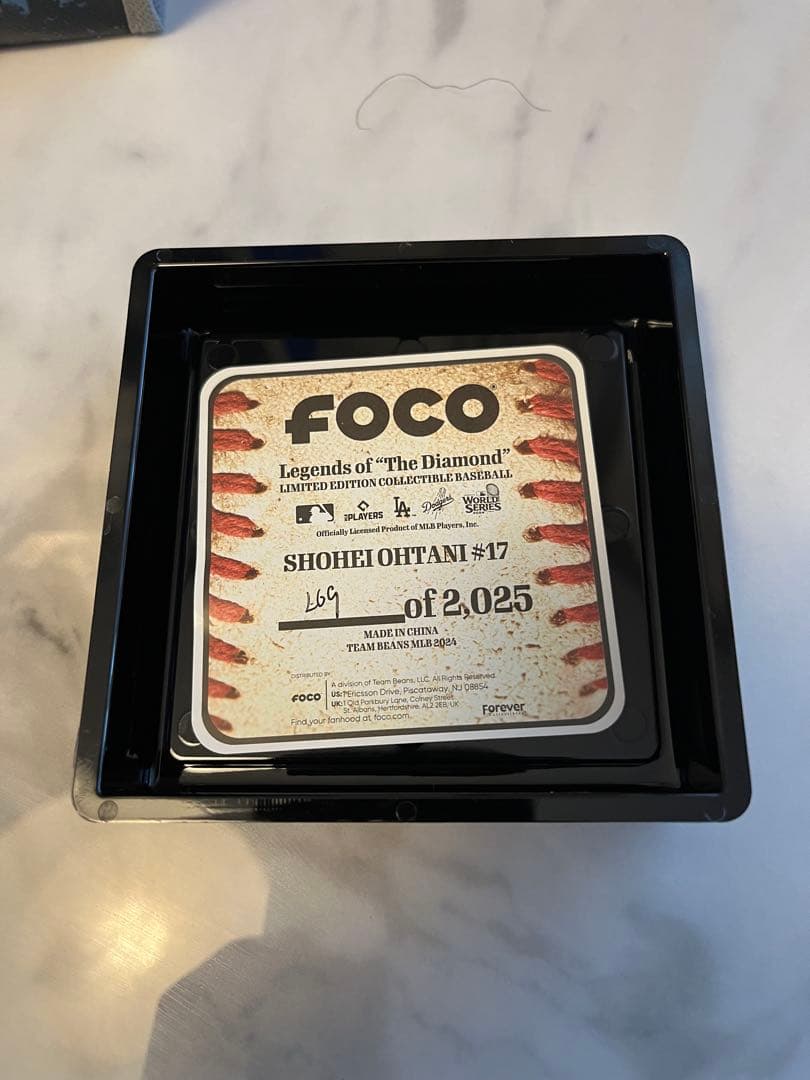 FOCO
Legends of “The Diamond”
LIMITED EDITION COLLECTIBLE BASEBALL
PLAYERS LA Dodgers WORLD SERIES
Officially Licensed Product of MLB Players, Inc.
SHOHEI OHTANI #17
269 of 2,025
MADE IN CHINA
TEAM BEANS MLB 2024
DISTRIBUTED BY:
FOCO
A division of Team Beans, LLC. All Rights Reserved.
US: 1 Ericsson Drive, Piscataway, NJ 08854
UK: 1 Old Parkbury Lane, Colney Street
St. Albans, Hertfordshire, AL2 2EB, UK
Find your fanhood at foco.com.
Forever